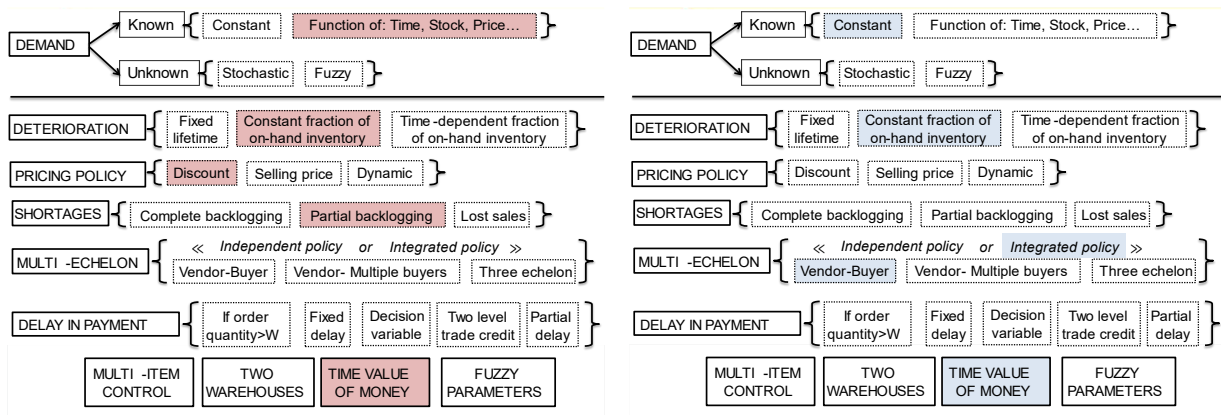 Known Constant Function of: Time, Stock, Price…
DEMAND
Unknown Stochastic Fuzzy
DETERIORATION Fixed lifetime Constant fraction of on-hand inventory Time -dependent fraction of on-hand inventory
PRICING POLICY Discount Selling price Dynamic
SHORTAGES Complete backlogging Partial backlogging Lost sales
≪ Independent policy or Integrated policy ≫
MULTI -ECHELON
Vendor-Buyer Vendor- Multiple buyers Three echelon
DELAY IN PAYMENT If order quantity>W Fixed delay Decision variable Two level trade credit Partial delay
MULTI -ITEM CONTROL TWO WAREHOUSES TIME VALUE OF MONEY FUZZY PARAMETERS
Known Constant Function of: Time, Stock, Price…
DEMAND
Unknown Stochastic Fuzzy
DETERIORATION Fixed lifetime Constant fraction of on-hand inventory Time -dependent fraction of on-hand inventory
PRICING POLICY Discount Selling price Dynamic
SHORTAGES Complete backlogging Partial backlogging Lost sales
≪ Independent policy or Integrated policy ≫
MULTI -ECHELON
Vendor-Buyer Vendor- Multiple buyers Three echelon
DELAY IN PAYMENT If order quantity>W Fixed delay Decision variable Two level trade credit Partial delay
MULTI -ITEM CONTROL TWO WAREHOUSES TIME VALUE OF MONEY FUZZY PARAMETERS